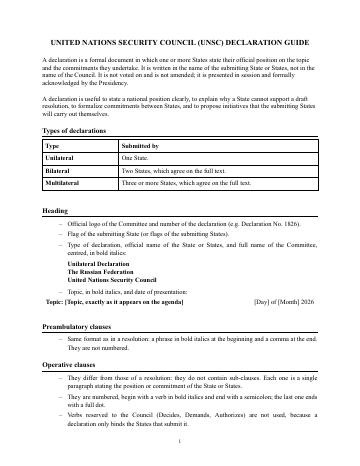 UNITED NATIONS SECURITY COUNCIL (UNSC) DECLARATION GUIDE
A declaration is a formal document in which one or more States state their official position on the topic
and the commitments they undertake. It is written in the name of the submitting State or States, not in the
name of the Council. It is not voted on and is not amended; it is presented in session and formally
acknowledged by the Presidency.
A declaration is useful to state a national position clearly, to explain why a State cannot support a draft
resolution, to formalize commitments between States, and to propose initiatives that the submitting States
will carry out themselves.
Types of declarations
Type Submitted by
Unilateral One State.
Bilateral Two States, which agree on the full text.
Multilateral Three or more States, which agree on the full text.
Heading
– Official logo of the Committee and number of the declaration (e.g. Declaration No. 1826).
– Flag of the submitting State (or flags of the submitting States).
– Type of declaration, official name of the State or States, and full name of the Committee,
centred, in bold italics:
Unilateral Declaration
The Russian Federation
United Nations Security Council
– Topic, in bold italics, and date of presentation:
Topic: [Topic, exactly as it appears on the agenda] [Day] of [Month] 2026
Preambulatory clauses
– Same format as in a resolution: a phrase in bold italics at the beginning and a comma at the end.
They are not numbered.
Operative clauses
– They differ from those of a resolution: they do not contain sub-clauses. Each one is a single
paragraph stating the position or commitment of the State or States.
– They are numbered, begin with a verb in bold italics and end with a semicolon; the last one ends
with a full dot.
– Verbs reserved to the Council (Decides, Demands, Authorizes) are not used, because a
declaration only binds the States that submit it.
1